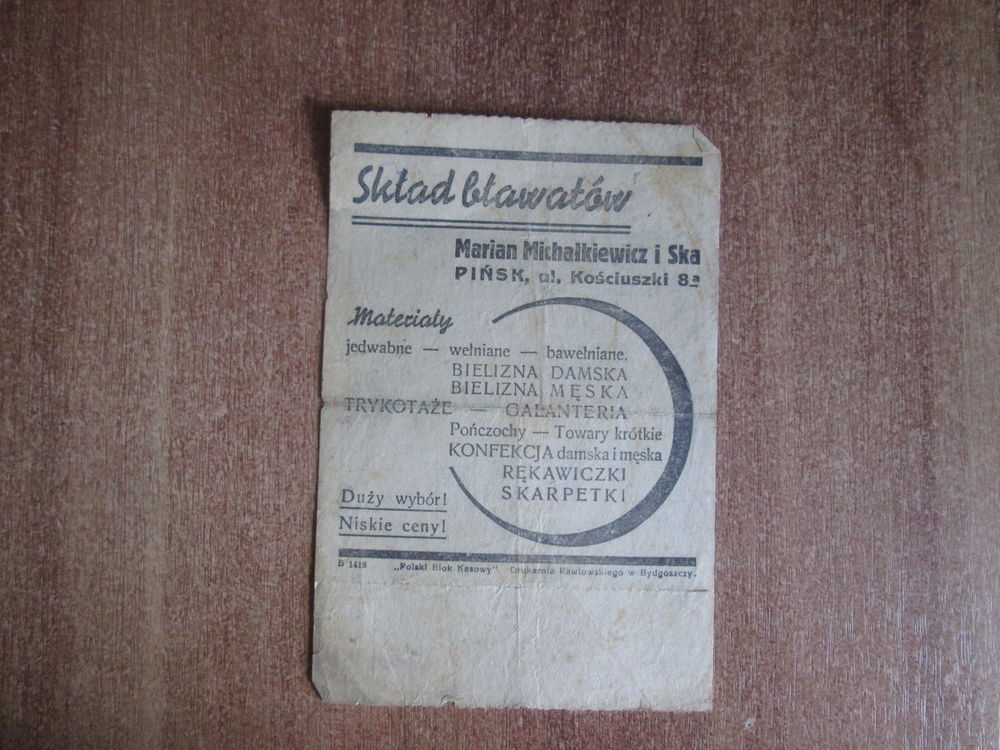 Skład bławatów
Marian Michałkiewicz i Ska
PIŃSK, ul. Kościuszki 8a
Materiały
jedwabne — wełniane — bawełniane.
BIELIZNA DAMSKA
BIELIZNA MĘSKA
TRYKOTAŻE — GALANTERIA
Pończochy — Towary krótkie
KONFEKCJA damska i męska
RĘKAWICZKI
SKARPETKI
Duży wybór!
Niskie ceny!
B 1418 „Polski Blok Kasowy" Drukarnia Pawlowskiego w Bydgoszczy.